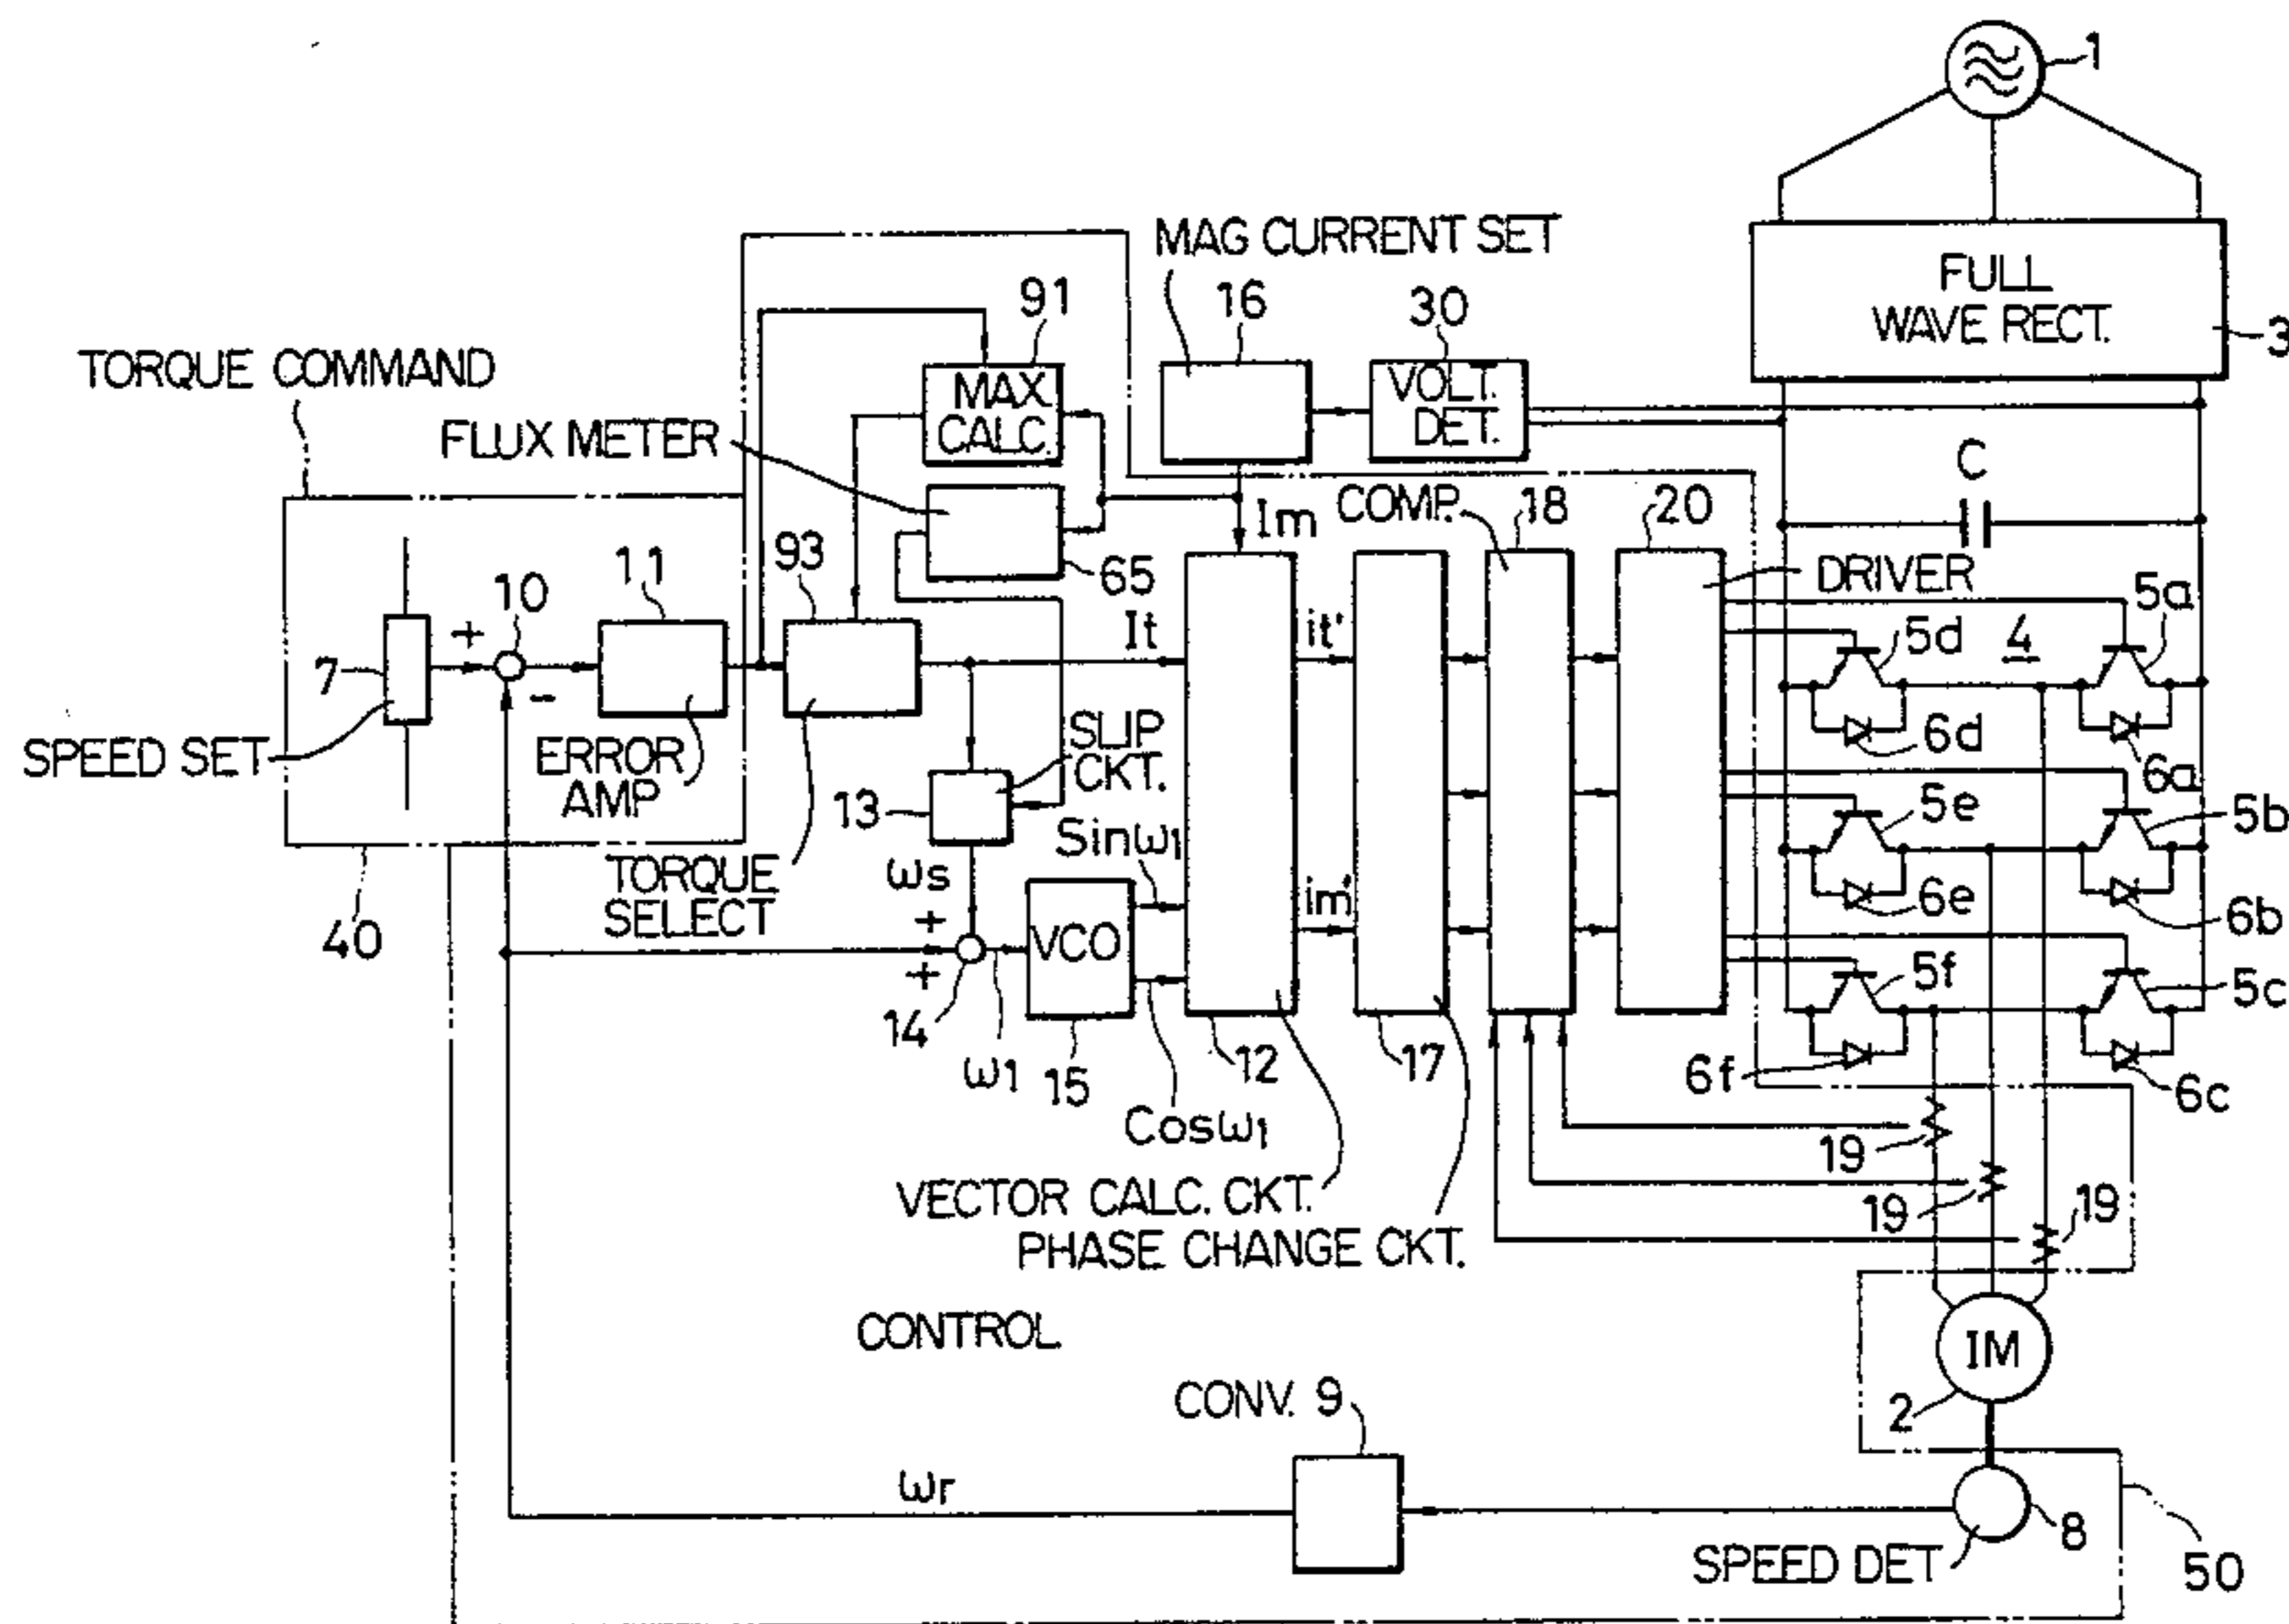 1
MAG CURRENT SET
FULL
WAVE RECT.
3
91
16
30
TORQUE COMMAND
MAX.
CALC.
VOLT.
DET.
FLUX METER
C
Im
COMP.
18
20
93
65
DRIVER
10
11
5a
It
it'
5d
4
+
7
-
SLIP
CKT.
6d
6a
SPEED SET
ERROR
AMP
13
5e
5b
Sinω1
TORQUE
SELECT
ωs
im'
6e
6b
40
+
VCO
+
5f
5c
14
ω1
15
12
17
6f
6c
Cosω1
19
VECTOR CALC. CKT.
19
19
PHASE CHANGE CKT.
CONTROL
IM
2
CONV. 9
ωr
8
SPEED DET
50